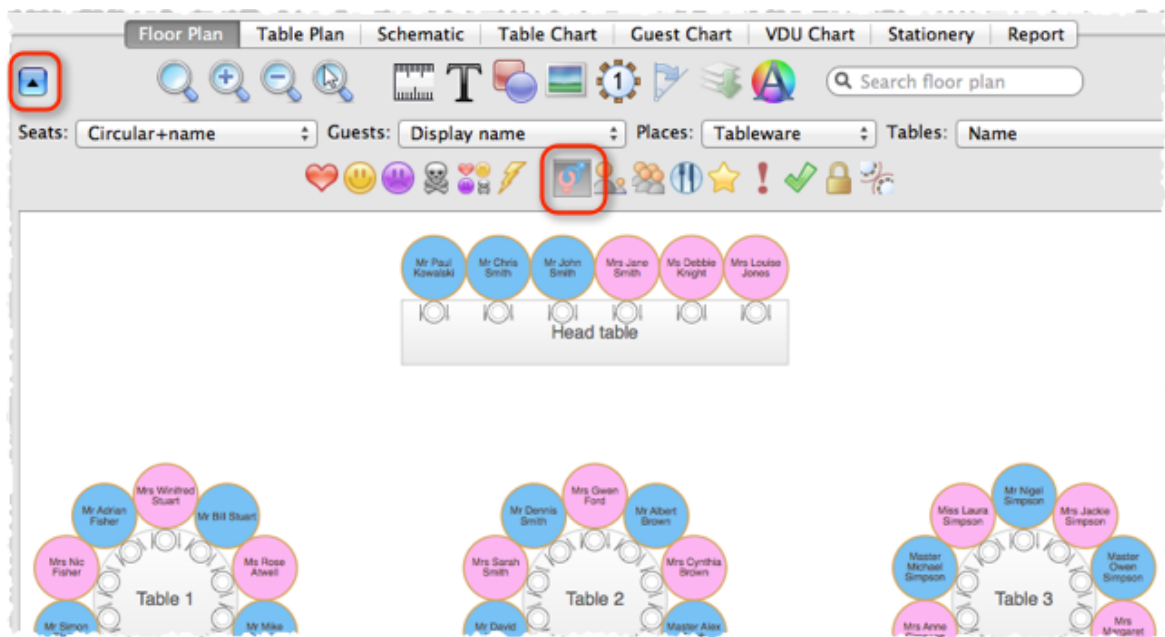 Floor Plan Table Plan Schematic Table Chart Guest Chart VDU Chart Stationery Report
T 1 A Search floor plan
Seats: Circular+name Guests: Display name Places: Tableware Tables: Name
Mr Paul Kowalski
Mr Chris Smith
Mr John Smith
Mrs Jane Smith
Ms Debbie Knight
Mrs Louise Jones
Head table
Mrs Winifred Stuart
Mr Adrian Fisher
Mr Bill Stuart
Mrs Nic Fisher
Ms Rose Atwell
Table 1
Mr Simon
Mr Mike
Mrs Gwen Ford
Mr Dennis Smith
Mr Albert Brown
Mrs Sarah Smith
Mrs Cynthia Brown
Table 2
Mr David
Master Alex
Mr Nigel Simpson
Miss Laura Simpson
Mrs Jackie Simpson
Master Michael Simpson
Master Owen Simpson
Table 3
Mrs Anne
Mrs Margaret